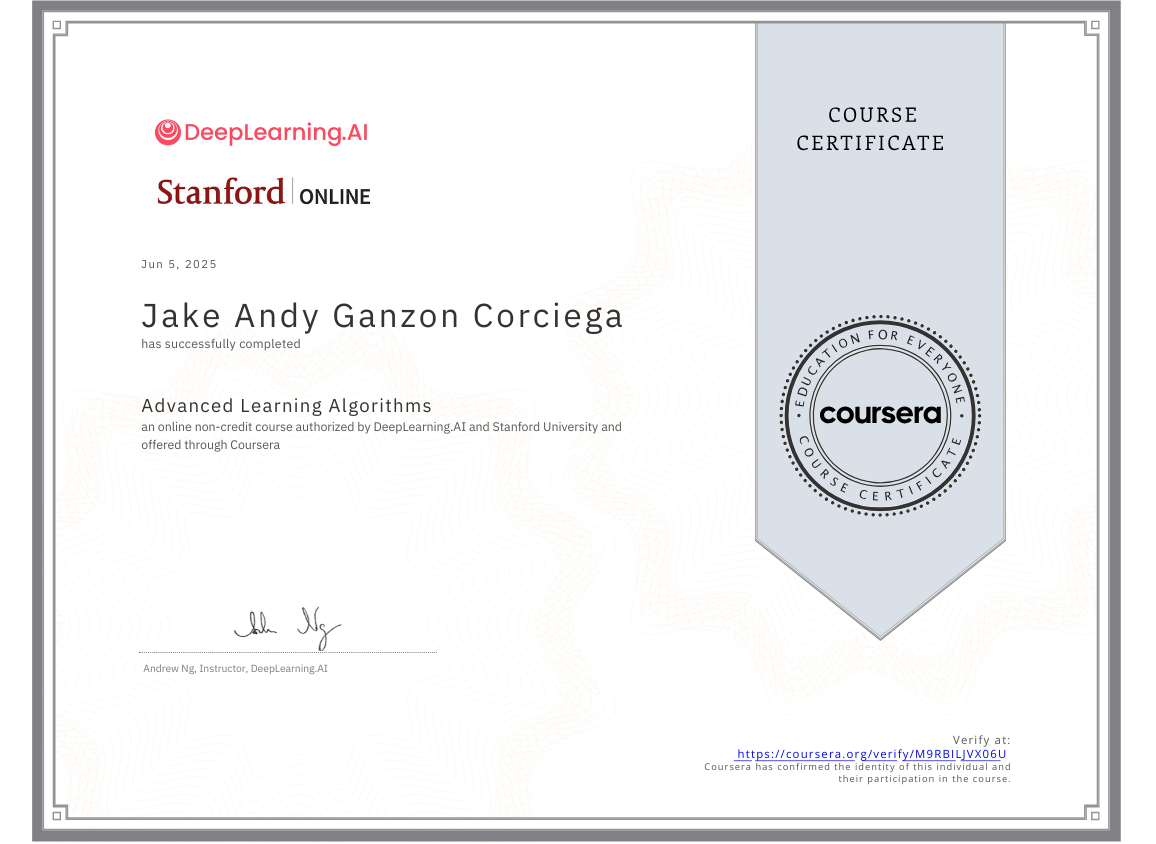 DeepLearning.AI
Stanford | ONLINE
Jun 5, 2025
Jake Andy Ganzon Corciega
has successfully completed
Advanced Learning Algorithms
an online non-credit course authorized by DeepLearning.AI and Stanford University and
offered through Coursera
Andrew Ng, Instructor, DeepLearning.AI
COURSE
CERTIFICATE
EDUCATION FOR EVERYONE
coursera
COURSE CERTIFICATE
Verify at:
https://coursera.org/verify/M9RBILJVX06U
Coursera has confirmed the identity of this individual and
their participation in the course.